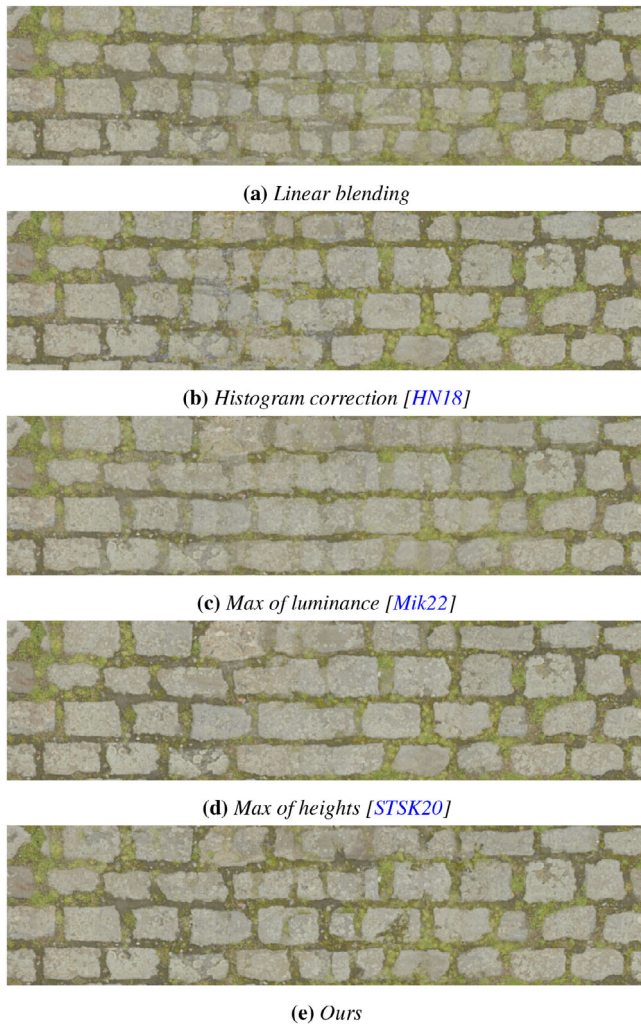 (a) Linear blending
(b) Histogram correction [HN18]
(c) Max of luminance [Mik22]
(d) Max of heights [STSK20]
(e) Ours